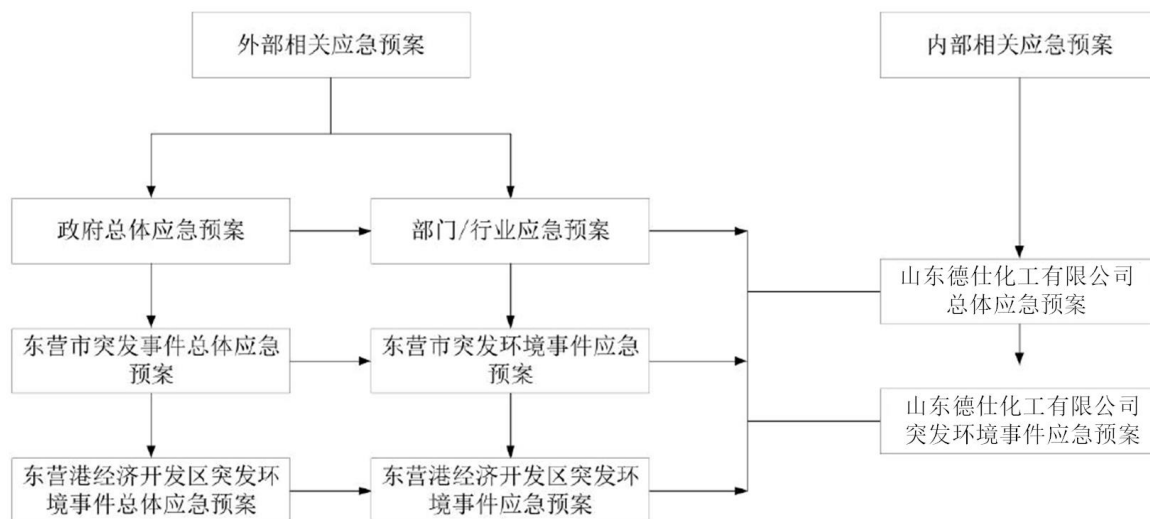 外部相关应急预案
内部相关应急预案
政府总体应急预案
部门/行业应急预案
山东德仕化工有限公司
总体应急预案
东营市突发事件总体应急
预案
东营市突发环境事件应急
预案
山东德仕化工有限公司
突发环境事件应急预案
东营港经济开发区突发环
境事件总体应急预案
东营港经济开发区突发环
境事件应急预案